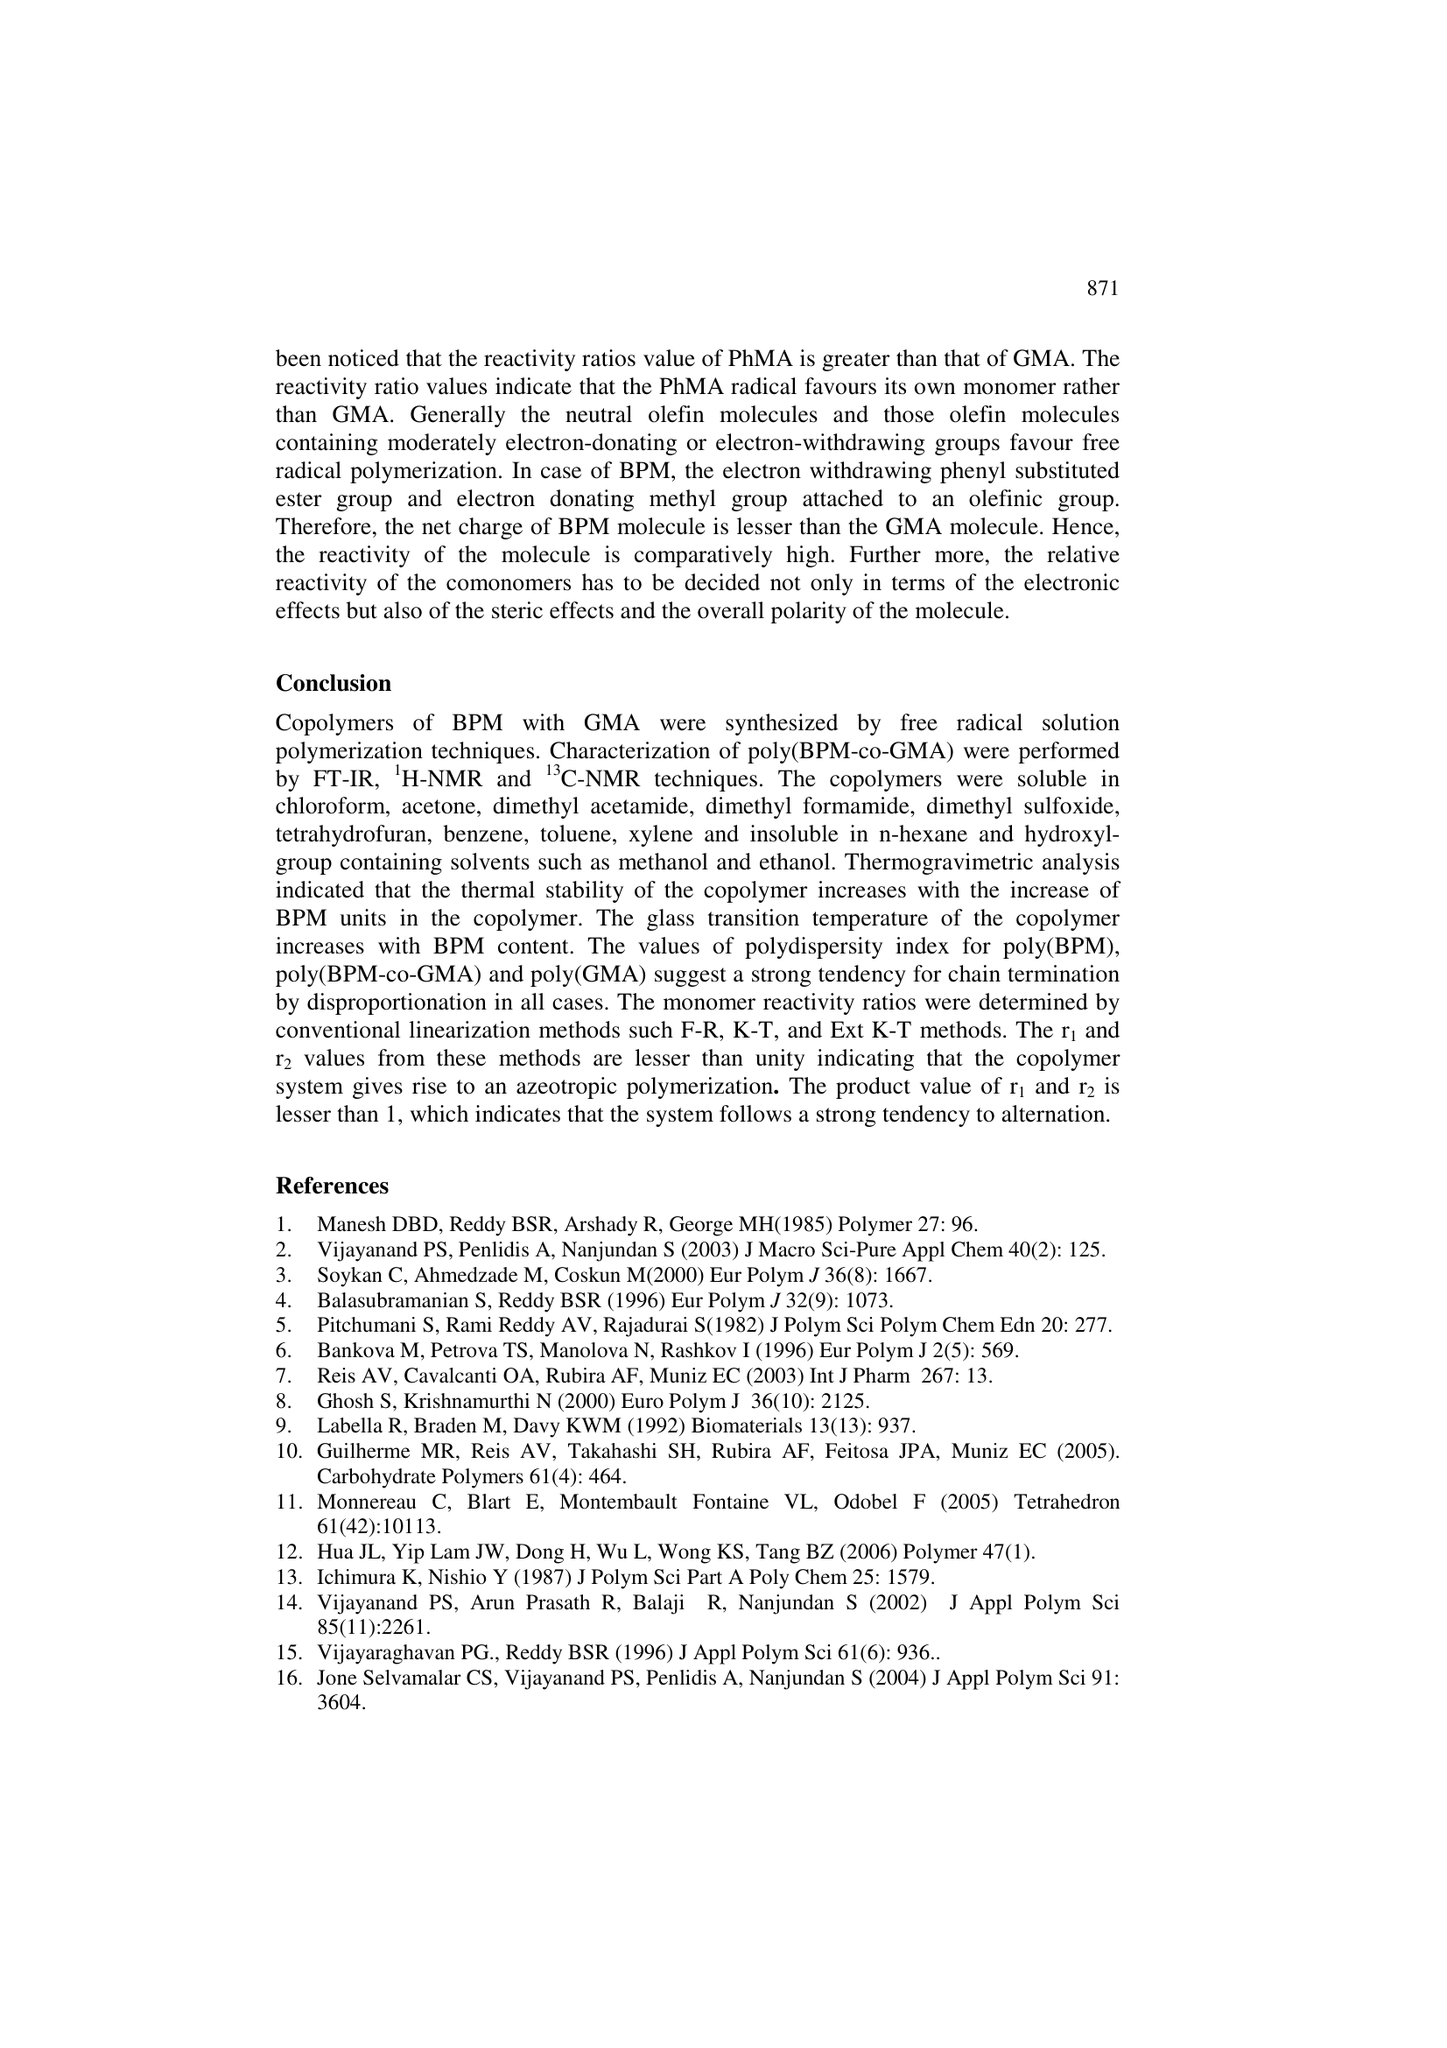 871
been noticed that the reactivity ratios value of PhMA is greater than that of GMA. The
reactivity ratio values indicate that the PhMA radical favours its own monomer rather
than GMA. Generally the neutral olefin molecules and those olefin molecules
containing moderately electron-donating or electron-withdrawing groups favour free
radical polymerization. In case of BPM, the electron withdrawing phenyl substituted
ester group and electron donating methyl group attached to an olefinic group.
Therefore, the net charge of BPM molecule is lesser than the GMA molecule. Hence,
the reactivity of the molecule is comparatively high. Further more, the relative
reactivity of the comonomers has to be decided not only in terms of the electronic
effects but also of the steric effects and the overall polarity of the molecule.
Conclusion
Copolymers of BPM with GMA were synthesized by free radical solution
polymerization techniques. Characterization of poly(BPM-co-GMA) were performed
by FT-IR, ¹H-NMR and ¹³C-NMR techniques. The copolymers were soluble in
chloroform, acetone, dimethyl acetamide, dimethyl formamide, dimethyl sulfoxide,
tetrahydrofuran, benzene, toluene, xylene and insoluble in n-hexane and hydroxyl-
group containing solvents such as methanol and ethanol. Thermogravimetric analysis
indicated that the thermal stability of the copolymer increases with the increase of
BPM units in the copolymer. The glass transition temperature of the copolymer
increases with BPM content. The values of polydispersity index for poly(BPM),
poly(BPM-co-GMA) and poly(GMA) suggest a strong tendency for chain termination
by disproportionation in all cases. The monomer reactivity ratios were determined by
conventional linearization methods such F-R, K-T, and Ext K-T methods. The r₁ and
r₂ values from these methods are lesser than unity indicating that the copolymer
system gives rise to an azeotropic polymerization. The product value of r₁ and r₂ is
lesser than 1, which indicates that the system follows a strong tendency to alternation.
References
1. Manesh DBD, Reddy BSR, Arshady R, George MH(1985) Polymer 27: 96.
2. Vijayanand PS, Penlidis A, Nanjundan S (2003) J Macro Sci-Pure Appl Chem 40(2): 125.
3. Soykan C, Ahmedzade M, Coskun M(2000) Eur Polym J 36(8): 1667.
4. Balasubramanian S, Reddy BSR (1996) Eur Polym J 32(9): 1073.
5. Pitchumani S, Rami Reddy AV, Rajadurai S(1982) J Polym Sci Polym Chem Edn 20: 277.
6. Bankova M, Petrova TS, Manolova N, Rashkov I (1996) Eur Polym J 2(5): 569.
7. Reis AV, Cavalcanti OA, Rubira AF, Muniz EC (2003) Int J Pharm 267: 13.
8. Ghosh S, Krishnamurthi N (2000) Euro Polym J 36(10): 2125.
9. Labella R, Braden M, Davy KWM (1992) Biomaterials 13(13): 937.
10. Guilherme MR, Reis AV, Takahashi SH, Rubira AF, Feitosa JPA, Muniz EC (2005).
Carbohydrate Polymers 61(4): 464.
11. Monnereau C, Blart E, Montembault Fontaine VL, Odobel F (2005) Tetrahedron
61(42):10113.
12. Hua JL, Yip Lam JW, Dong H, Wu L, Wong KS, Tang BZ (2006) Polymer 47(1).
13. Ichimura K, Nishio Y (1987) J Polym Sci Part A Poly Chem 25: 1579.
14. Vijayanand PS, Arun Prasath R, Balaji R, Nanjundan S (2002) J Appl Polym Sci
85(11):2261.
15. Vijayaraghavan PG., Reddy BSR (1996) J Appl Polym Sci 61(6): 936..
16. Jone Selvamalar CS, Vijayanand PS, Penlidis A, Nanjundan S (2004) J Appl Polym Sci 91:
3604.